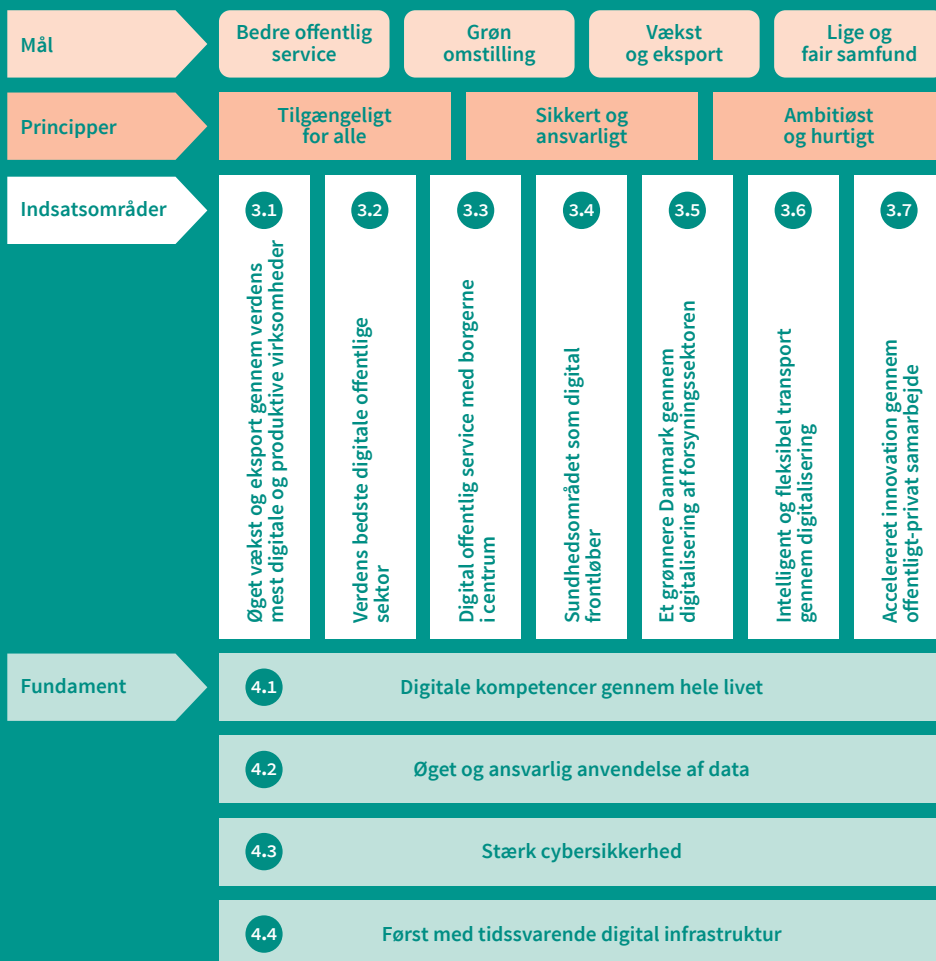 Mål
Bedre offentlig
service
Grøn
omstilling
Vækst
og eksport
Lige og
fair samfund
Principper
Tilgængeligt
for alle
Sikkert og
ansvarligt
Ambitiøst
og hurtigt
Indsatsområder
3.1
Øget vækst og eksport gennem verdens
mest digitale og produktive virksomheder
3.2
Verdens bedste digitale offentlige
sektor
3.3
Digital offentlig service med borgerne
i centrum
3.4
Sundhedsområdet som digital
frontløber
3.5
Et grønnere Danmark gennem
digitalisering af forsyningssektoren
3.6
Intelligent og fleksibel transport
gennem digitalisering
3.7
Accelereret innovation gennem
offentligt-privat samarbejde
Fundament
4.1 Digitale kompetencer gennem hele livet
4.2 Øget og ansvarlig anvendelse af data
4.3 Stærk cybersikkerhed
4.4 Først med tidssvarende digital infrastruktur